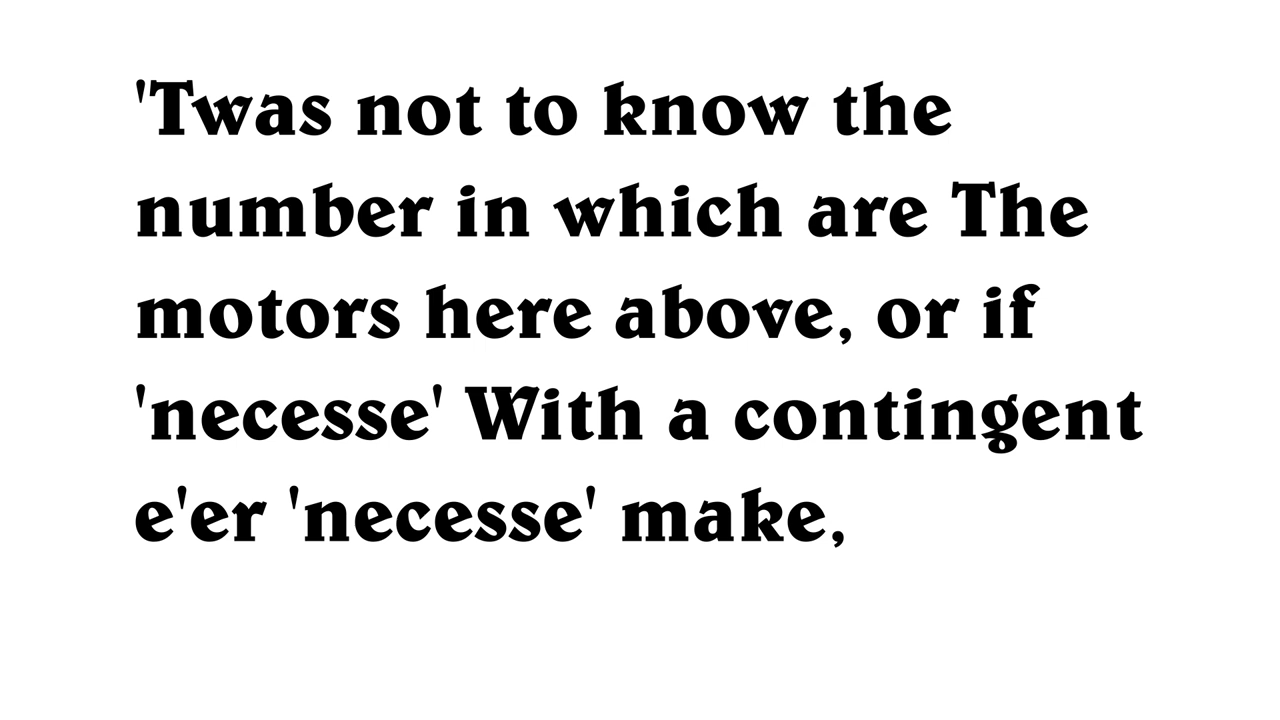 'Twas not to know the
number in which are The
motors here above, or if
'necesse' With a contingent
e'er 'necesse' make,